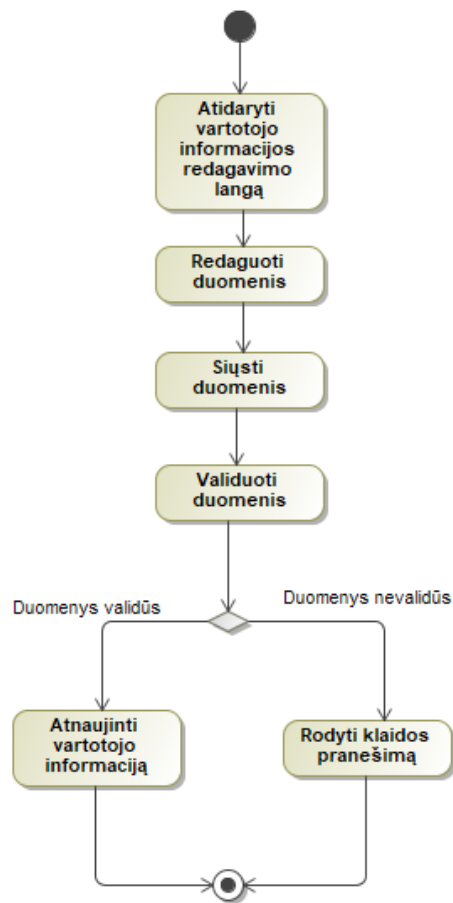 Atidaryti
vartotojo
informacijos
redagavimo
langą
Redaguoti
duomenis
Siųsti
duomenis
Validuoti
duomenis
Duomenys validūs
Duomenys nevalidūs
Atnaujinti
vartotojo
informaciją
Rodyti klaidos
pranešimą